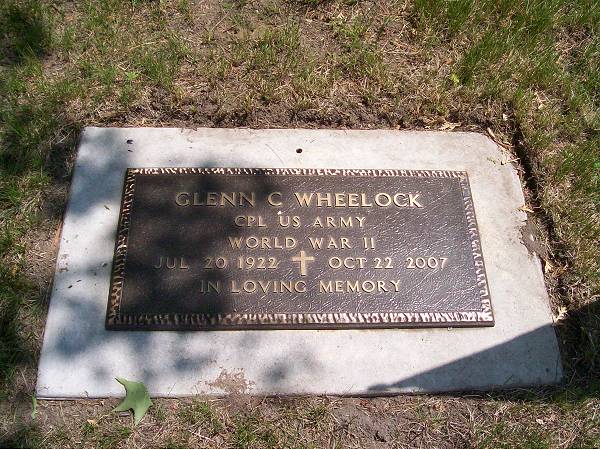 GLENN C WHEELOCK
CPL US ARMY
WORLD WAR II
JUL 20 1922 OCT 22 2007
IN LOVING MEMORY